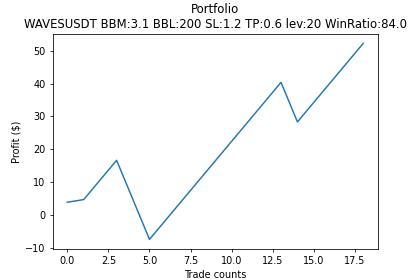 Portfolio
WAVESUSDT BBM:3.1 BBL:200 SL:1.2 TP:0.6 lev:20 WinRatio:84.0
50
40
30
20
10
0
−10
Profit ($)
0.0 2.5 5.0 7.5 10.0 12.5 15.0 17.5
Trade counts